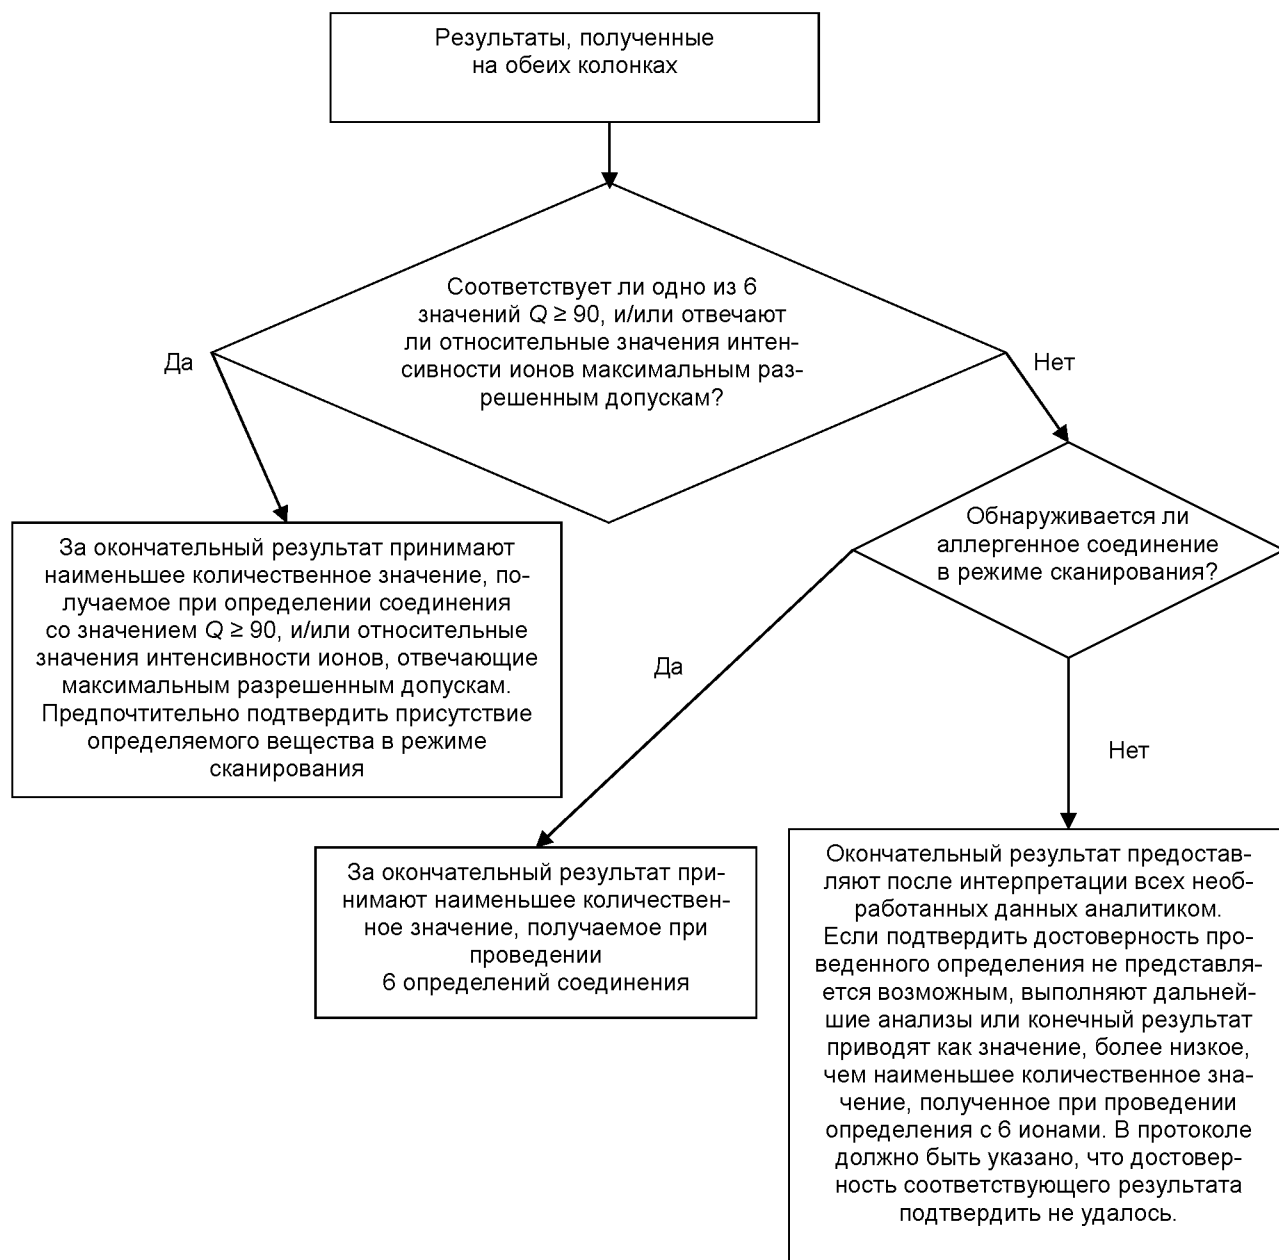 Результаты, полученные
на обеих колонках
Соответствует ли одно из 6
значений Q ≥ 90, и/или отвечают
ли относительные значения интен-
сивности ионов максимальным раз-
решенным допускам?
Да
Нет
Обнаруживается ли
аллергенное соединение
в режиме сканирования?
За окончательный результат принимают
наименьшее количественное значение, по-
лучаемое при определении соединения
со значением Q ≥ 90, и/или относительные
значения интенсивности ионов, отвечающие
максимальным разрешенным допускам.
Предпочтительно подтвердить присутствие
определяемого вещества в режиме
сканирования
Да
Нет
За окончательный результат при-
нимают наименьшее количествен-
ное значение, получаемое при
проведении
6 определений соединения
Окончательный результат предостав-
ляют после интерпретации всех необ-
работанных данных аналитиком.
Если подтвердить достоверность про-
веденного определения не представля-
ется возможным, выполняют дальней-
шие анализы или конечный результат
приводят как значение, более низкое,
чем наименьшее количественное зна-
чение, полученное при проведении
определения с 6 ионами. В протоколе
должно быть указано, что достовер-
ность соответствующего результата
подтвердить не удалось.